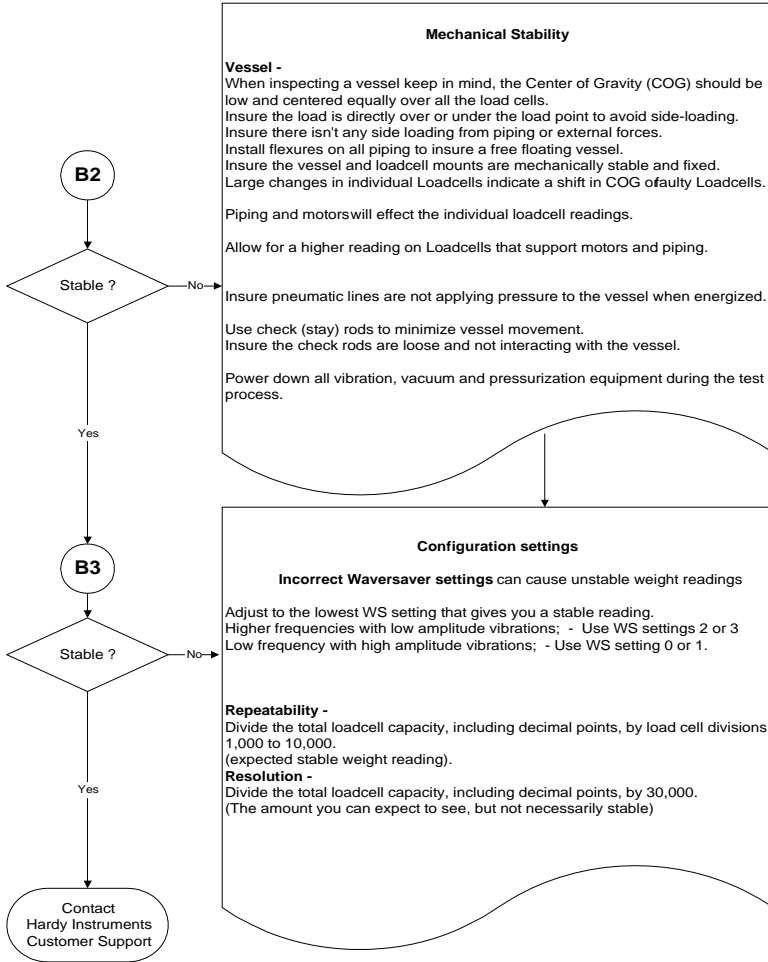 Mechanical Stability
Vessel -
When inspecting a vessel keep in mind, the Center of Gravity (COG) should be
low and centered equally over all the load cells.
Insure the load is directly over or under the load point to avoid side-loading.
Insure there isn't any side loading from piping or external forces.
Install flexures on all piping to insure a free floating vessel.
Insure the vessel and loadcell mounts are mechanically stable and fixed.
Large changes in individual Loadcells indicate a shift in COG ofaulty Loadcells.
Piping and motorswill effect the individual loadcell readings.
Allow for a higher reading on Loadcells that support motors and piping.
Insure pneumatic lines are not applying pressure to the vessel when energized.
Use check (stay) rods to minimize vessel movement.
Insure the check rods are loose and not interacting with the vessel.
Power down all vibration, vacuum and pressurization equipment during the test
process.
B2
Stable ?
No
Yes
B3
Stable ?
No
Yes
Contact
Hardy Instruments
Customer Support
Configuration settings
Incorrect Waversaver settings can cause unstable weight readings
Adjust to the lowest WS setting that gives you a stable reading.
Higher frequencies with low amplitude vibrations; - Use WS settings 2 or 3
Low frequency with high amplitude vibrations; - Use WS setting 0 or 1.
Repeatability -
Divide the total loadcell capacity, including decimal points, by load cell divisions
1,000 to 10,000.
(expected stable weight reading).
Resolution -
Divide the total loadcell capacity, including decimal points, by 30,000.
(The amount you can expect to see, but not necessarily stable)